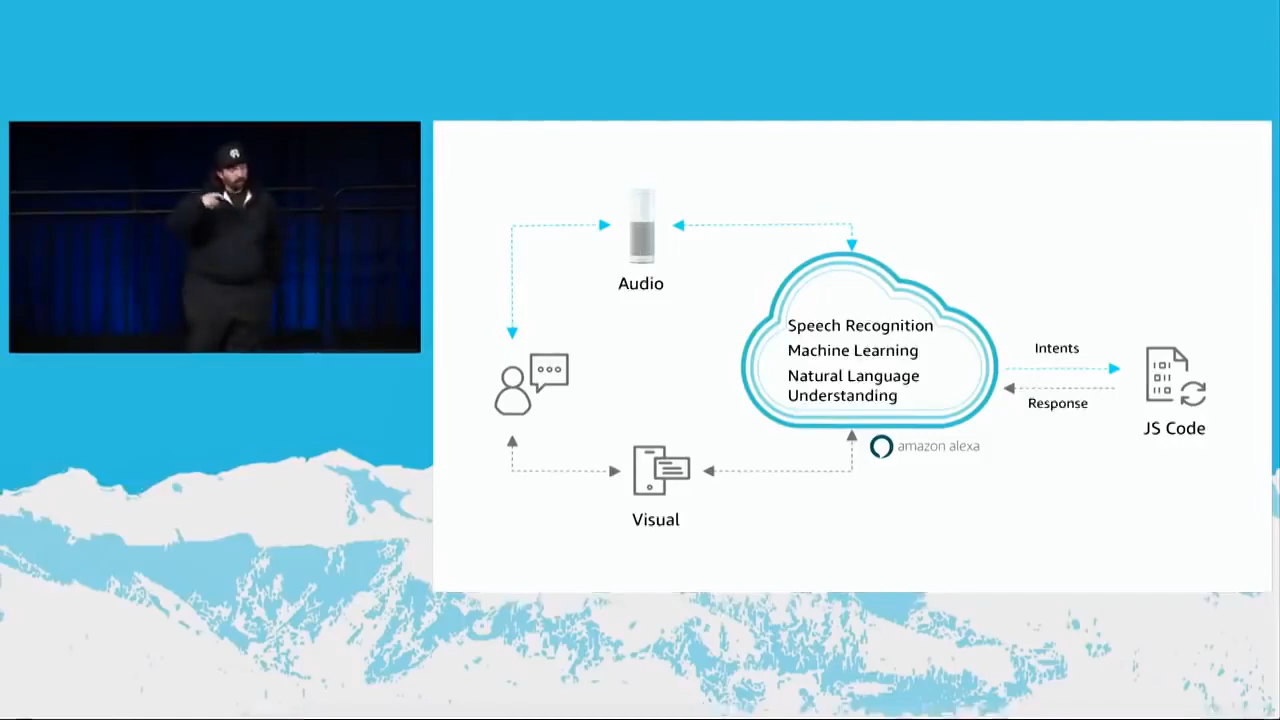 Audio
Speech Recognition
Machine Learning
Natural Language
Understanding
Intents
Response
JS Code
amazon alexa
Visual